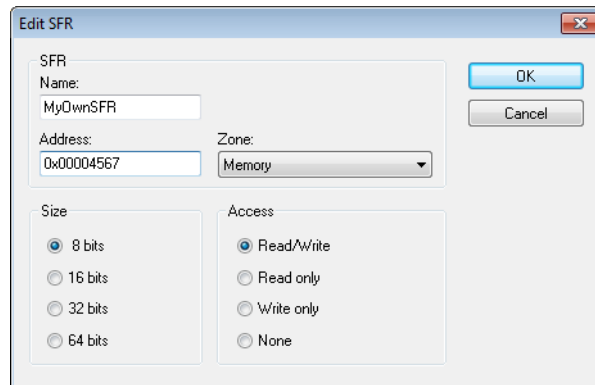 Edit SFR
SFR
Name:
MyOwnSFR
Address:
0x00004567
Zone:
Memory
OK
Cancel
Size
8 bits
16 bits
32 bits
64 bits
Access
Read/Write
Read only
Write only
None